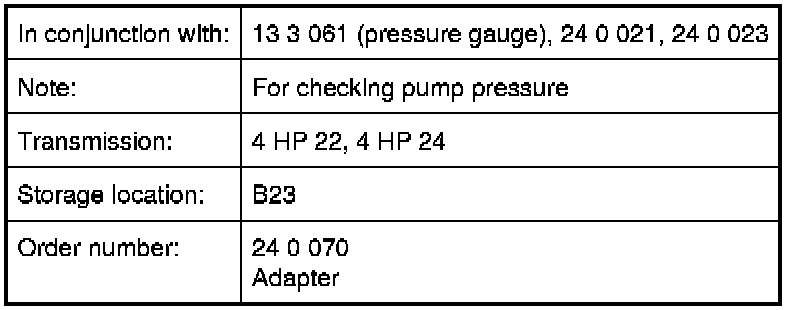 In conjunction with: 13 3 061 (pressure gauge), 24 0 021, 24 0 023
Note: For checking pump pressure
Transmission: 4 HP 22, 4 HP 24
Storage location: B23
Order number: 24 0 070
Adapter